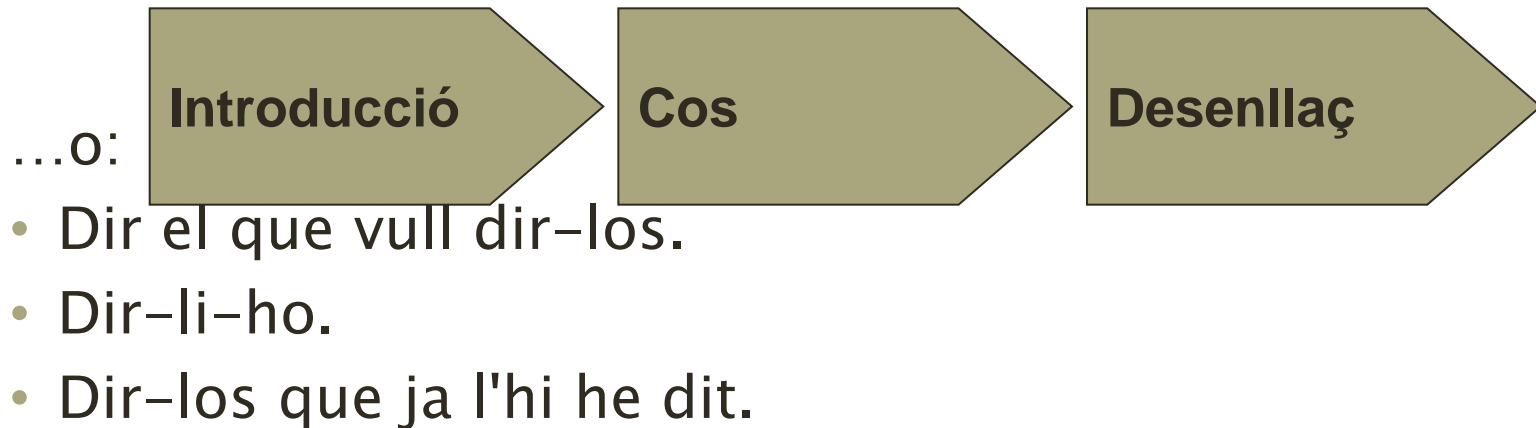 Introducció
Cos
Desenllaç
…o:
• Dir el que vull dir-los.
• Dir-li-ho.
• Dir-los que ja l'hi he dit.